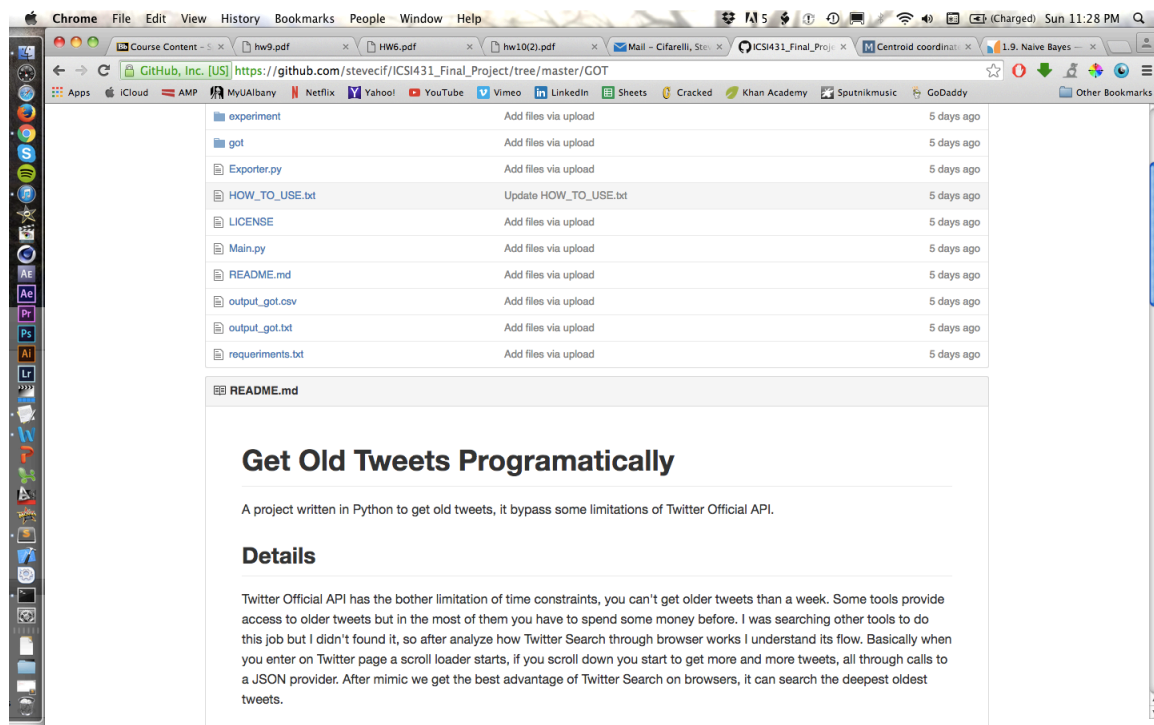 Chrome File Edit View History Bookmarks People Window Help 5 (Charged) Sun 11:28 PM
Course Content - hw9.pdf HW6.pdf hw10(2).pdf Mail - Cifarelli, Stev ICSI431_Final_Proje Centroid coordinat 1.9. Naive Bayes —
GitHub, Inc. [US] https://github.com/stevecif/ICSI431_Final_Project/tree/master/GOT
Apps iCloud AMP MyUAlbany Netflix Yahoo! YouTube Vimeo LinkedIn Sheets Cracked Khan Academy Sputnikmusic GoDaddy Other Bookmarks
experiment Add files via upload 5 days ago
got Add files via upload 5 days ago
Exporter.py Add files via upload 5 days ago
HOW_TO_USE.txt Update HOW_TO_USE.txt 5 days ago
LICENSE Add files via upload 5 days ago
Main.py Add files via upload 5 days ago
README.md Add files via upload 5 days ago
output_got.csv Add files via upload 5 days ago
output_got.txt Add files via upload 5 days ago
requeriments.txt Add files via upload 5 days ago
README.md
Get Old Tweets Programatically
A project written in Python to get old tweets, it bypass some limitations of Twitter Official API.
Details
Twitter Official API has the bother limitation of time constraints, you can't get older tweets than a week. Some tools provide
access to older tweets but in the most of them you have to spend some money before. I was searching other tools to do
this job but I didn't found it, so after analyze how Twitter Search through browser works I understand its flow. Basically when
you enter on Twitter page a scroll loader starts, if you scroll down you start to get more and more tweets, all through calls to
a JSON provider. After mimic we get the best advantage of Twitter Search on browsers, it can search the deepest oldest
tweets.
AE
Ae
Pr
Ps
Ai
Lr